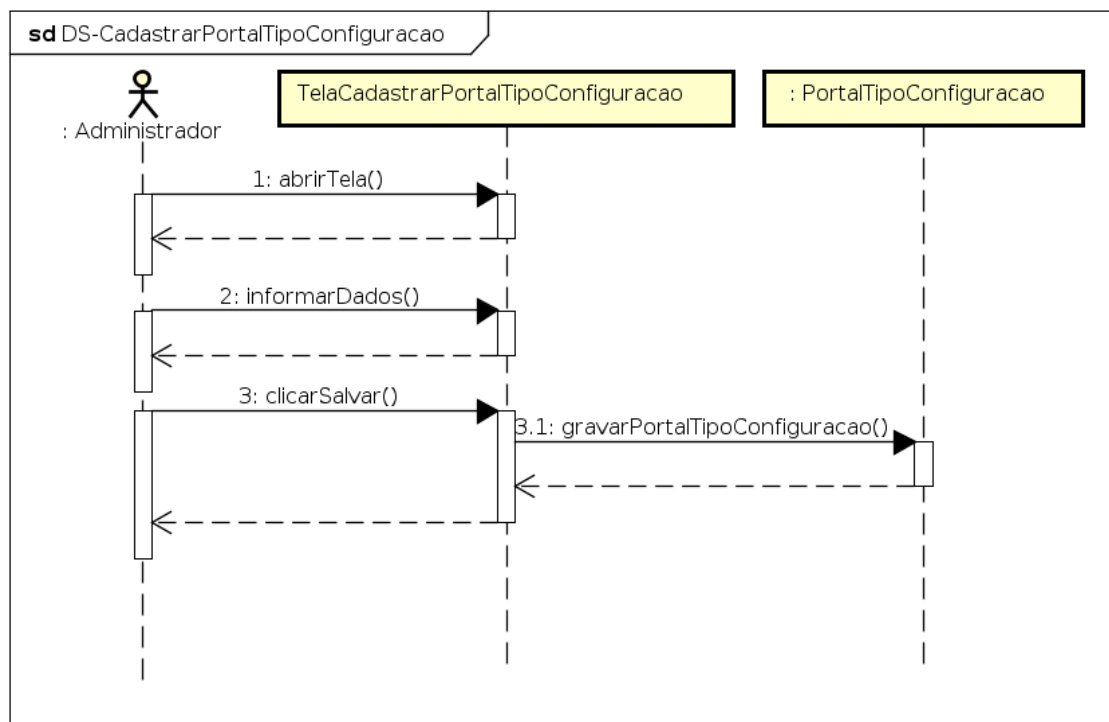 sd DS-CadastrarPortalTipoConfiguracao
TelaCadastrarPortalTipoConfiguracao
: PortalTipoConfiguracao
: Administrador
1: abrirTela()
2: informarDados()
3: clicarSalvar()
3.1: gravarPortalTipoConfiguracao()